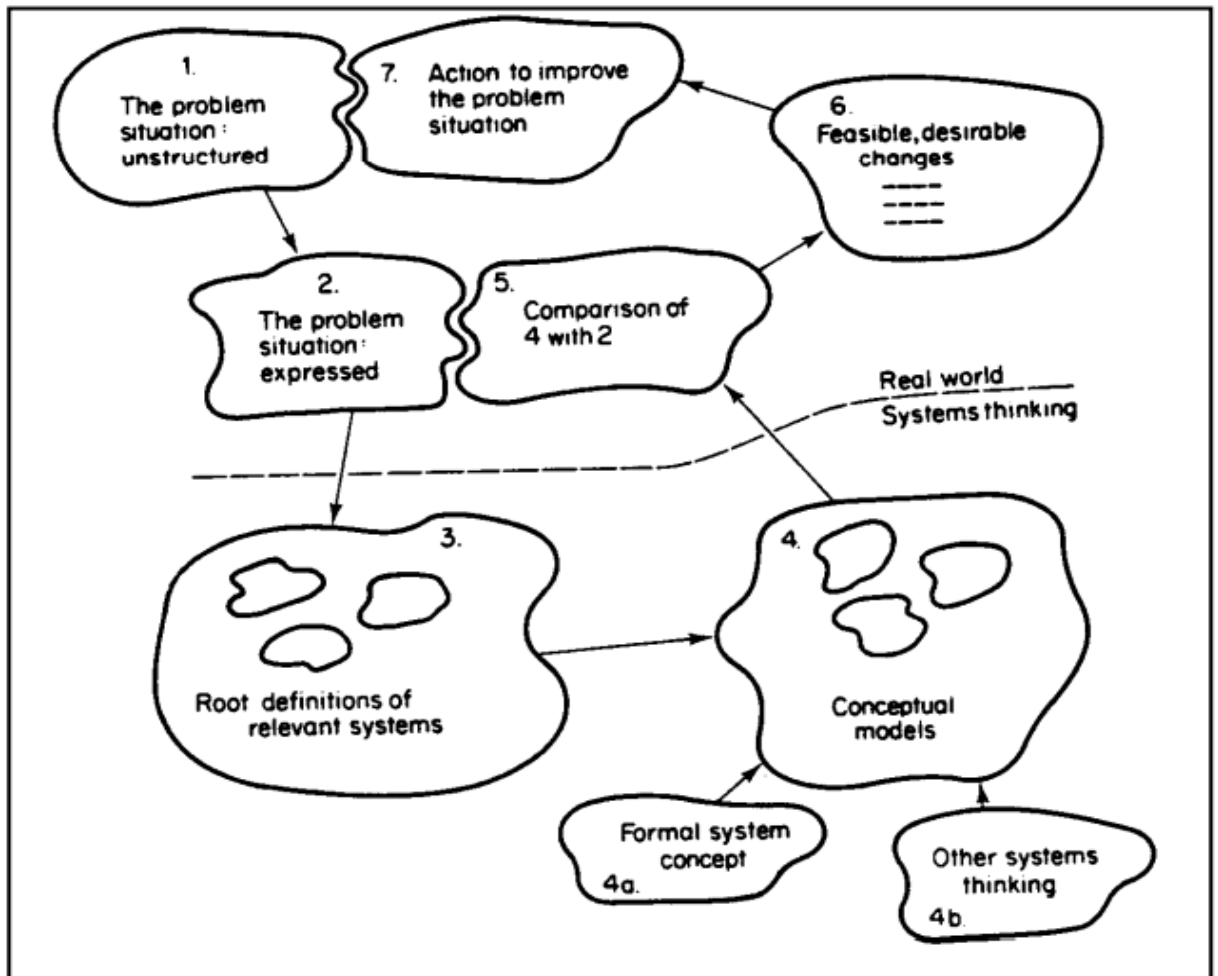 1.
The problem
situation:
unstructured
7. Action to improve
the problem
situation
6.
Feasible, desirable
changes
2.
The problem
situation:
expressed
5.
Comparison of
4 with 2
Real world
Systems thinking
3.
Root definitions of
relevant systems
4.
Conceptual
models
Formal system
concept
4a.
Other systems
thinking
4b.